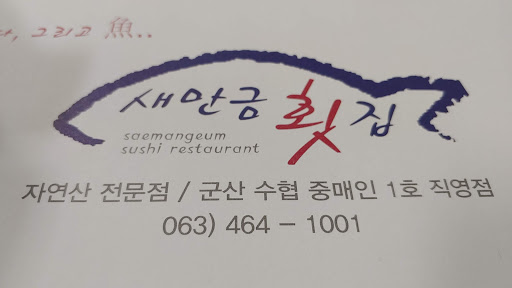 그리고 魚..
새만금 횟집
saemangeum
sushi restaurant
자연산 전문점 / 군산 수협 중매인 1호 직영점
063) 464 – 1001